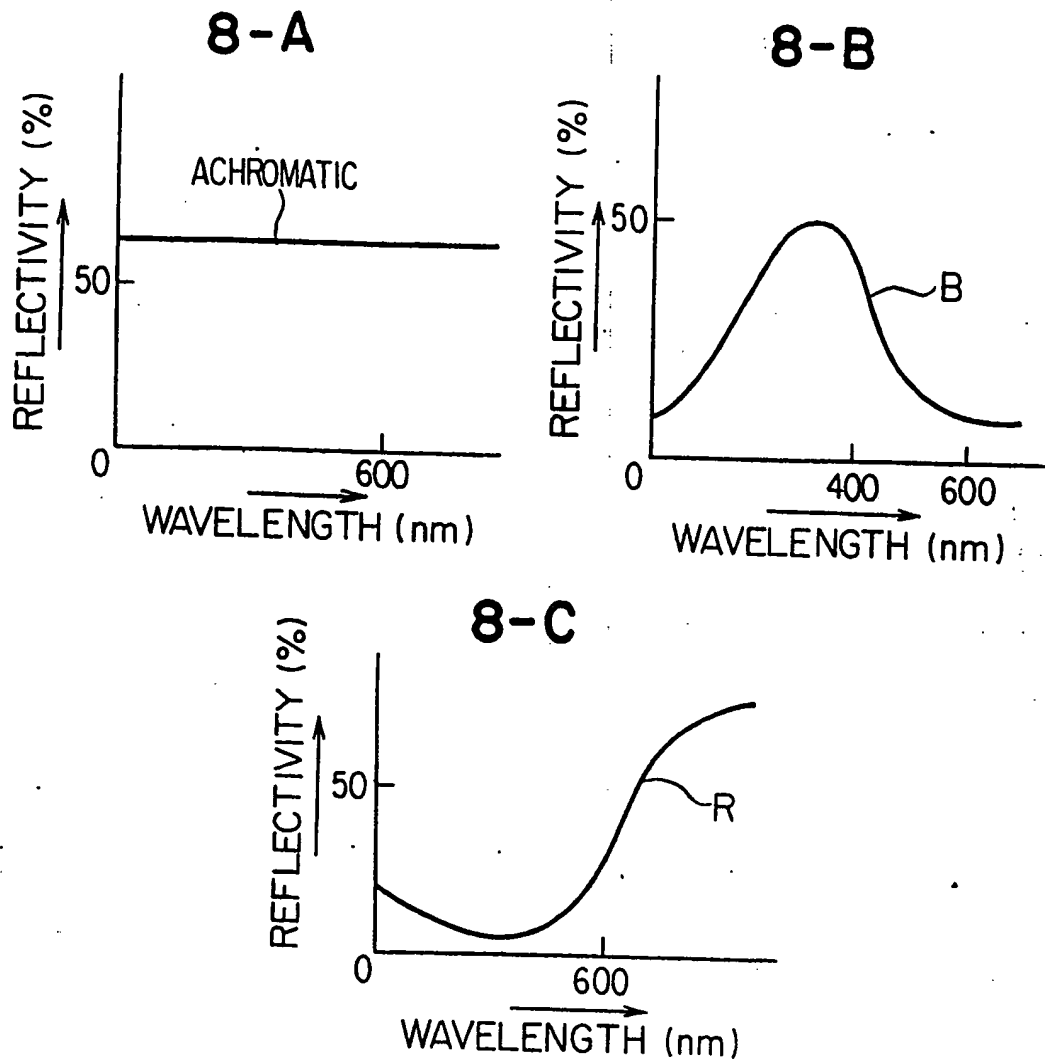 8-A
REFLECTIVITY (%)
ACHROMATIC
50
0
600
WAVELENGTH (nm)
8-B
REFLECTIVITY (%)
50
B
0
400
600
WAVELENGTH (nm)
8-C
REFLECTIVITY (%)
50
R
0
600
WAVELENGTH (nm)